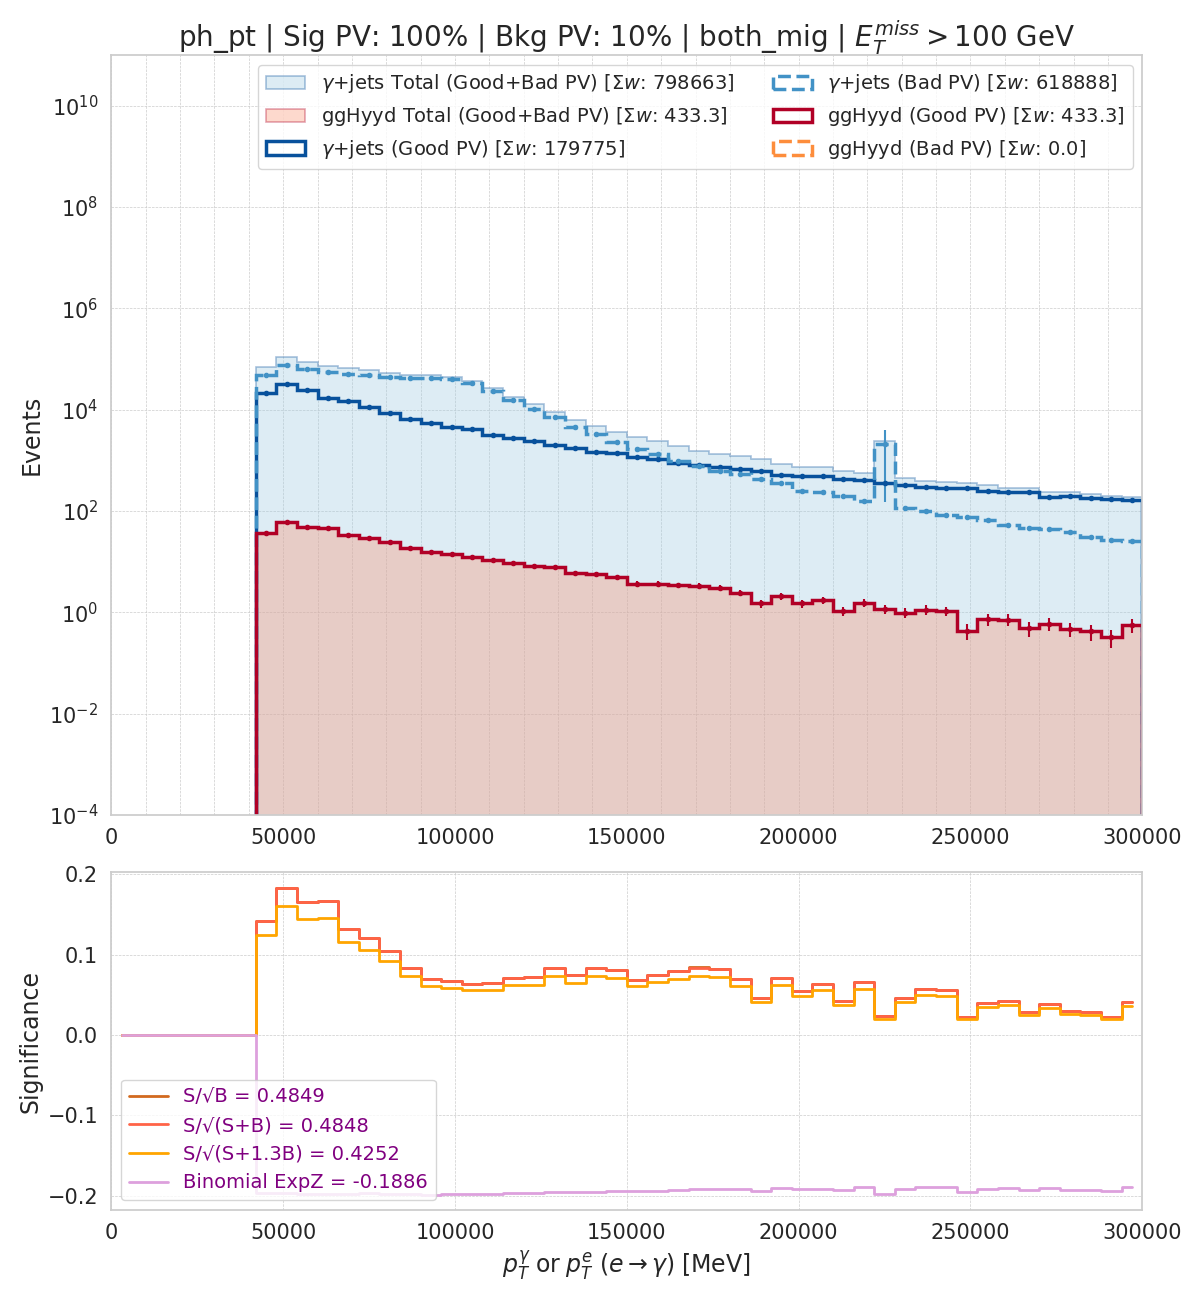 ph_pt | Sig PV: 100% | Bkg PV: 10% | both_mig | $E_T^{miss} > 100$ GeV
γ+jets Total (Good+Bad PV) [Σw: 798663]
ggHyyd Total (Good+Bad PV) [Σw: 433.3]
γ+jets (Good PV) [Σw: 179775]
γ+jets (Bad PV) [Σw: 618888]
ggHyyd (Good PV) [Σw: 433.3]
ggHyyd (Bad PV) [Σw: 0.0]
Events
$10^{10}$
$10^{8}$
$10^{6}$
$10^{4}$
$10^{2}$
$10^{0}$
$10^{-2}$
$10^{-4}$
0 50000 100000 150000 200000 250000 300000
Significance
0.2
0.1
0.0
−0.1
−0.2
S/√B = 0.4849
S/√(S+B) = 0.4848
S/√(S+1.3B) = 0.4252
Binomial ExpZ = -0.1886
0 50000 100000 150000 200000 250000 300000
$p_T^γ$ or $p_T^e$ (e→γ) [MeV]